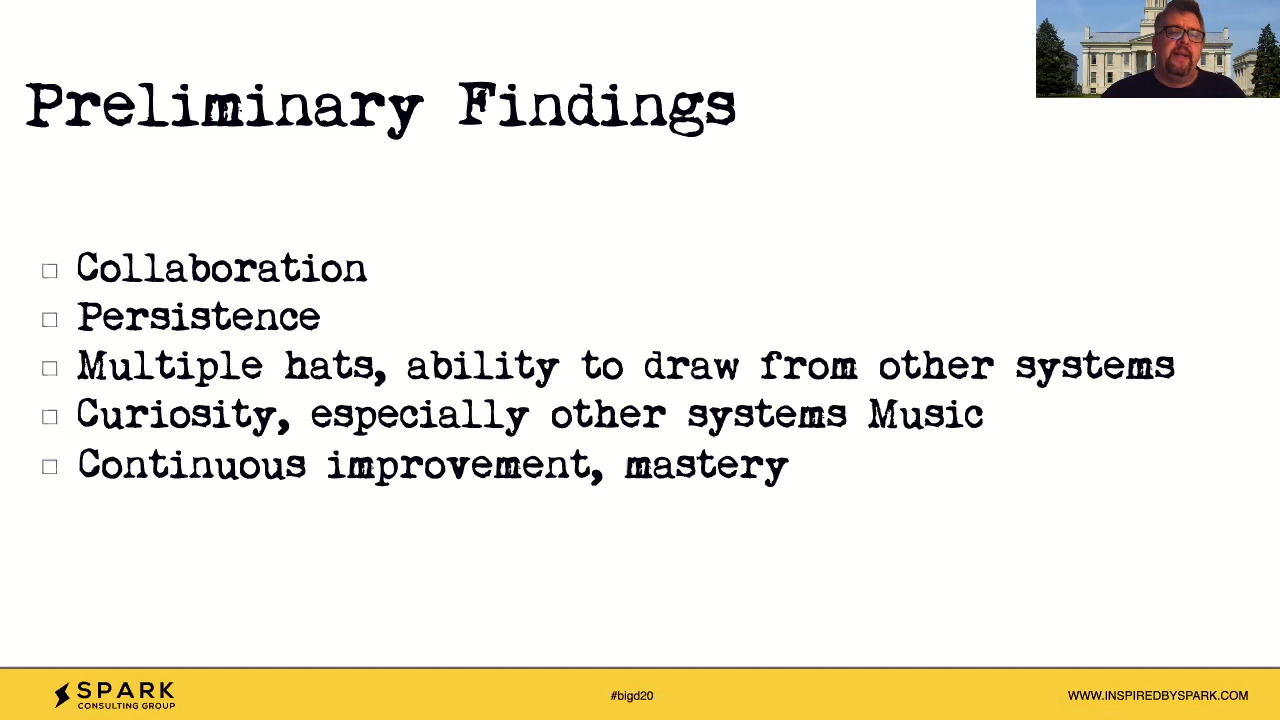 Preliminary Findings
Collaboration
Persistence
Multiple hats, ability to draw from other systems
Curiosity, especially other systems Music
Continuous improvement, mastery
SPARK
CONSULTING GROUP
#bigd20
WWW.INSPIREDBYSPARK.COM